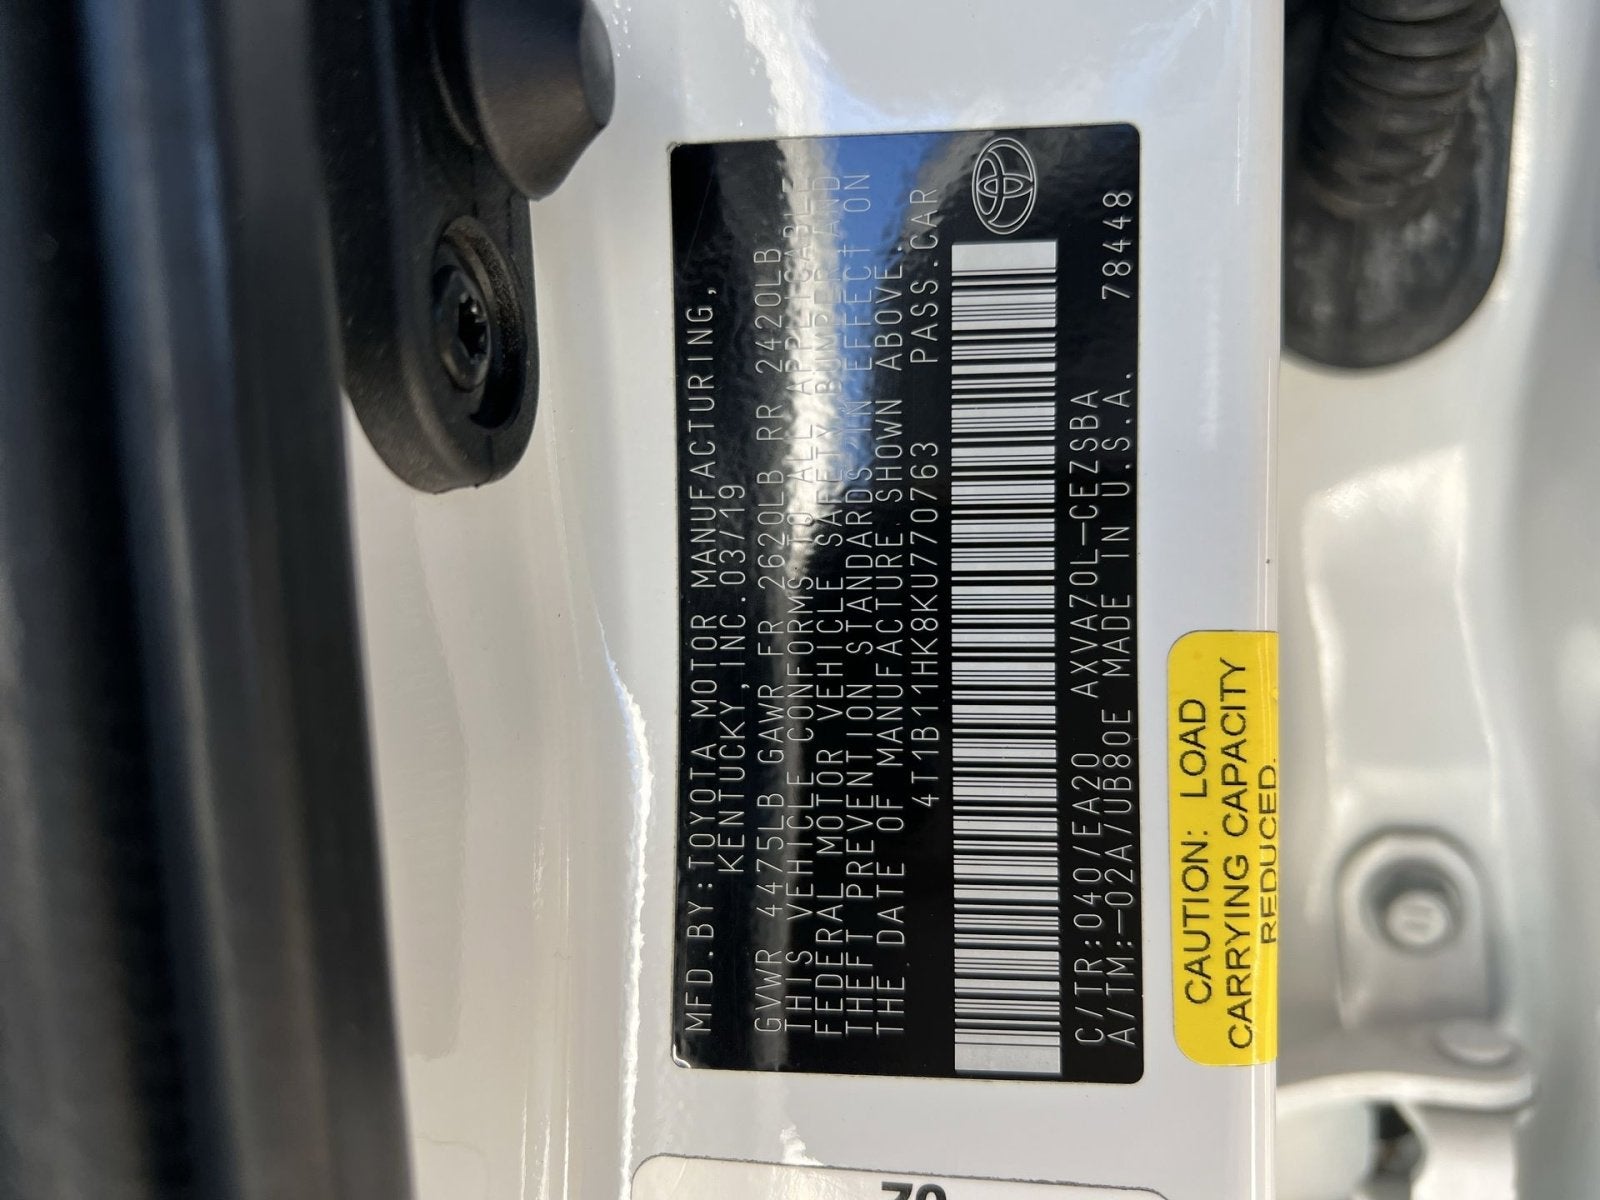 MFD.BY:TOYOTA MOTOR MANUFACTURING,
KENTUCKY,INC.03/19
GVWR 4475LB GAWR FR 2620LB RR 2420LB
THIS VEHICLE CONFORMS TO ALL APPLICABLE
FEDERAL MOTOR VEHICLE SAFETY,BUMPER,AND
THEFT PREVENTION STANDARDS IN EFFECT ON
THE DATE OF MANUFACTURE SHOWN ABOVE.
4T1B11HK8KU770763 PASS.CAR
C/TR:040/EA20 AXVA70L-CEZSBA
A/TM:-02A/UB80E MADE IN U.S.A. 78448
CAUTION: LOAD
CARRYING CAPACITY
REDUCED.